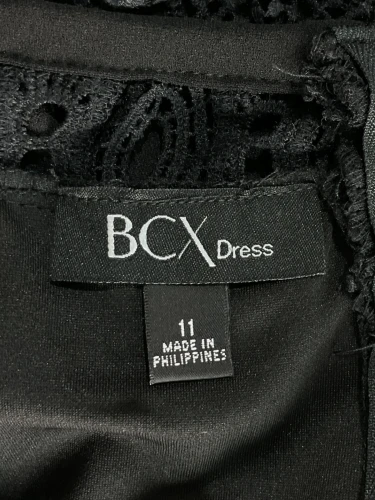 BCX Dress
11
MADE IN
PHILIPPINES